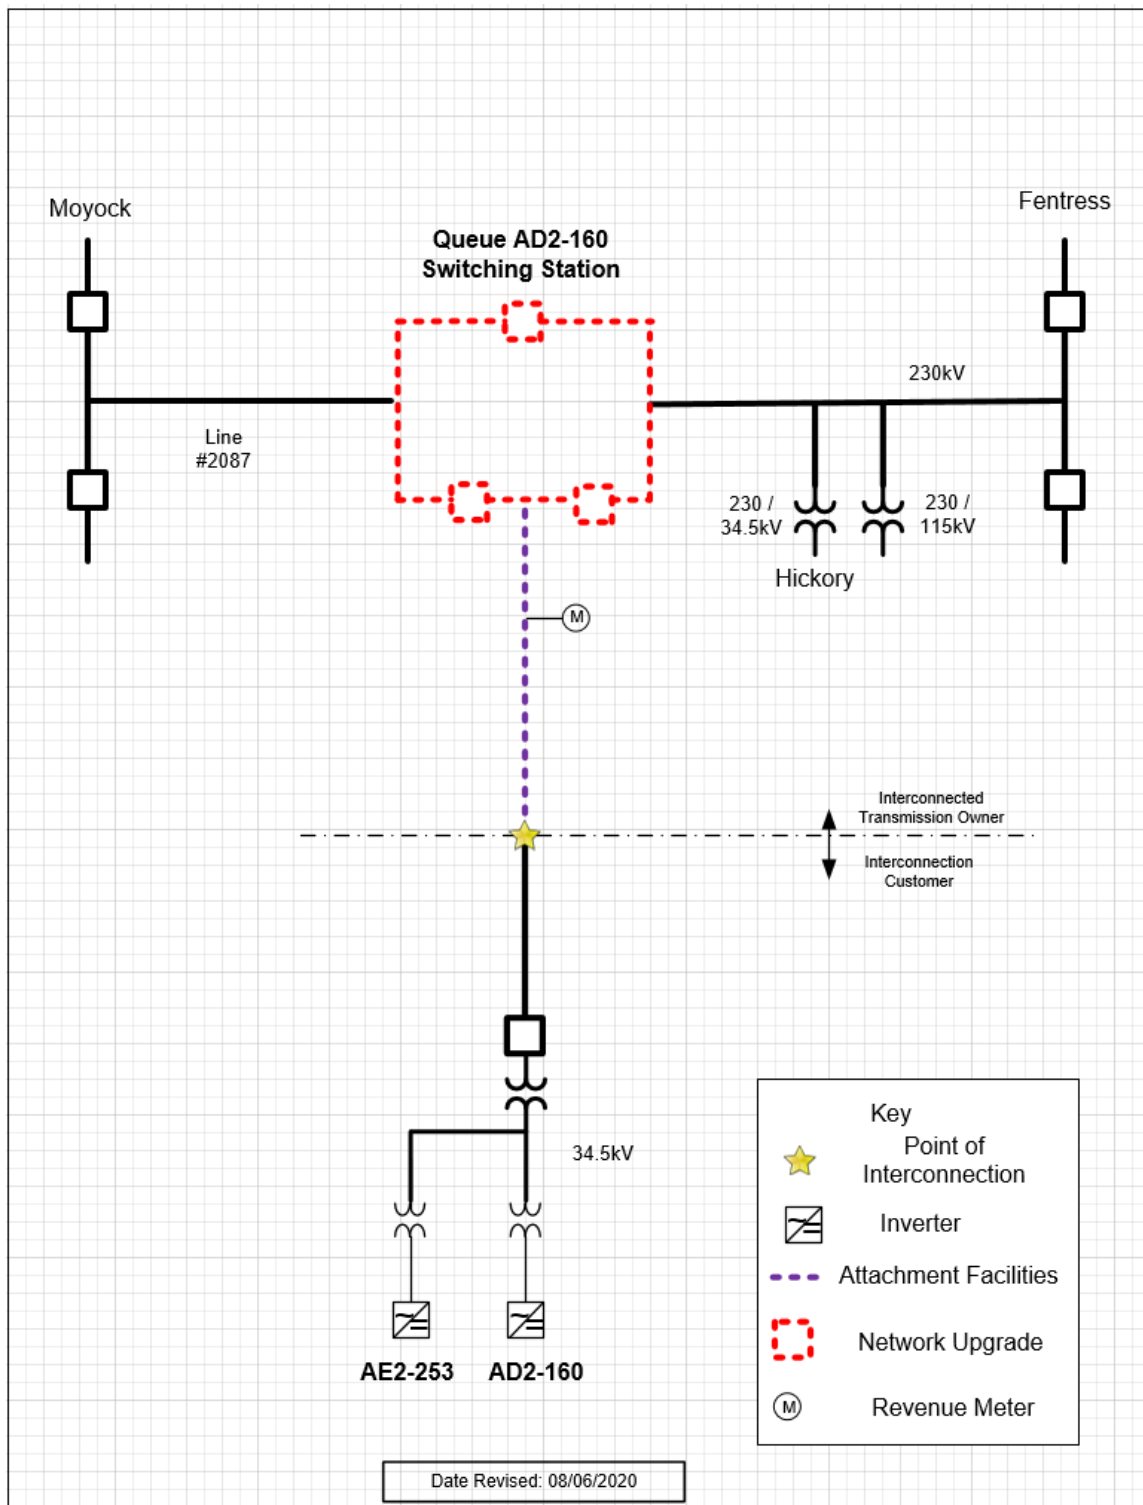 Moyock
Fentress
Queue AD2-160
Switching Station
230kV
Line
#2087
230 /
34.5kV
230 /
115kV
Hickory
M
Interconnected
Transmission Owner
Interconnection
Customer
34.5kV
AE2-253
AD2-160
Key
Point of
Interconnection
Inverter
Attachment Facilities
Network Upgrade
M
Revenue Meter
Date Revised: 08/06/2020